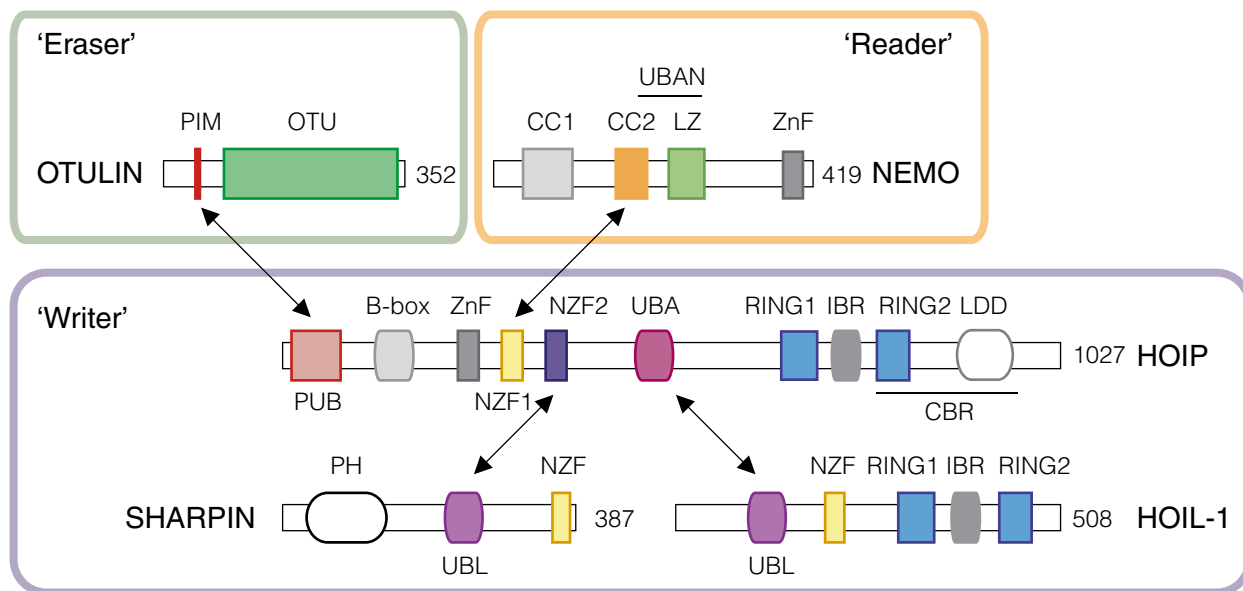 ‘Eraser’
PIM OTU
OTULIN 352
‘Reader’
UBAN
CC1 CC2 LZ ZnF
419 NEMO
‘Writer’
B-box ZnF NZF2 UBA RING1 IBR RING2 LDD
1027 HOIP
PUB NZF1 CBR
PH NZF
SHARPIN 387
UBL
NZF RING1 IBR RING2
508 HOIL-1
UBL